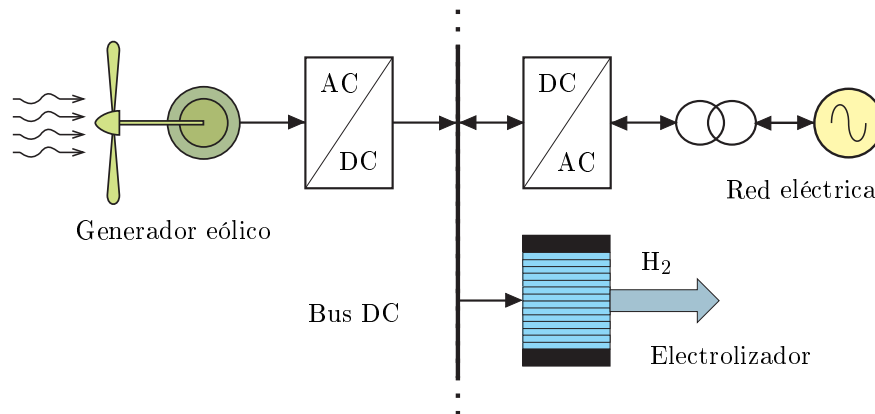 AC
DC
DC
AC
Red eléctrica
Generador eólico
H₂
Bus DC
Electrolizador